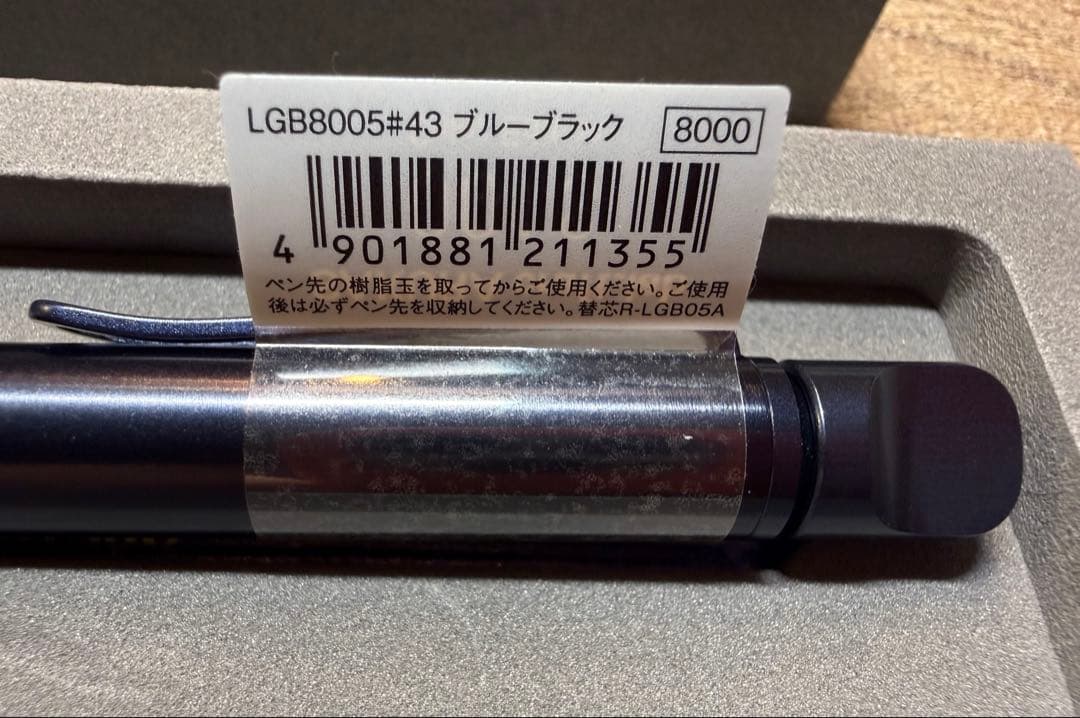 LGB8005#43 ブルーブラック 8000
4 901881 211355
ペン先の樹脂玉を取ってからご使用ください。ご使用
後は必ずペン先を収納してください。替芯R-LGB05A